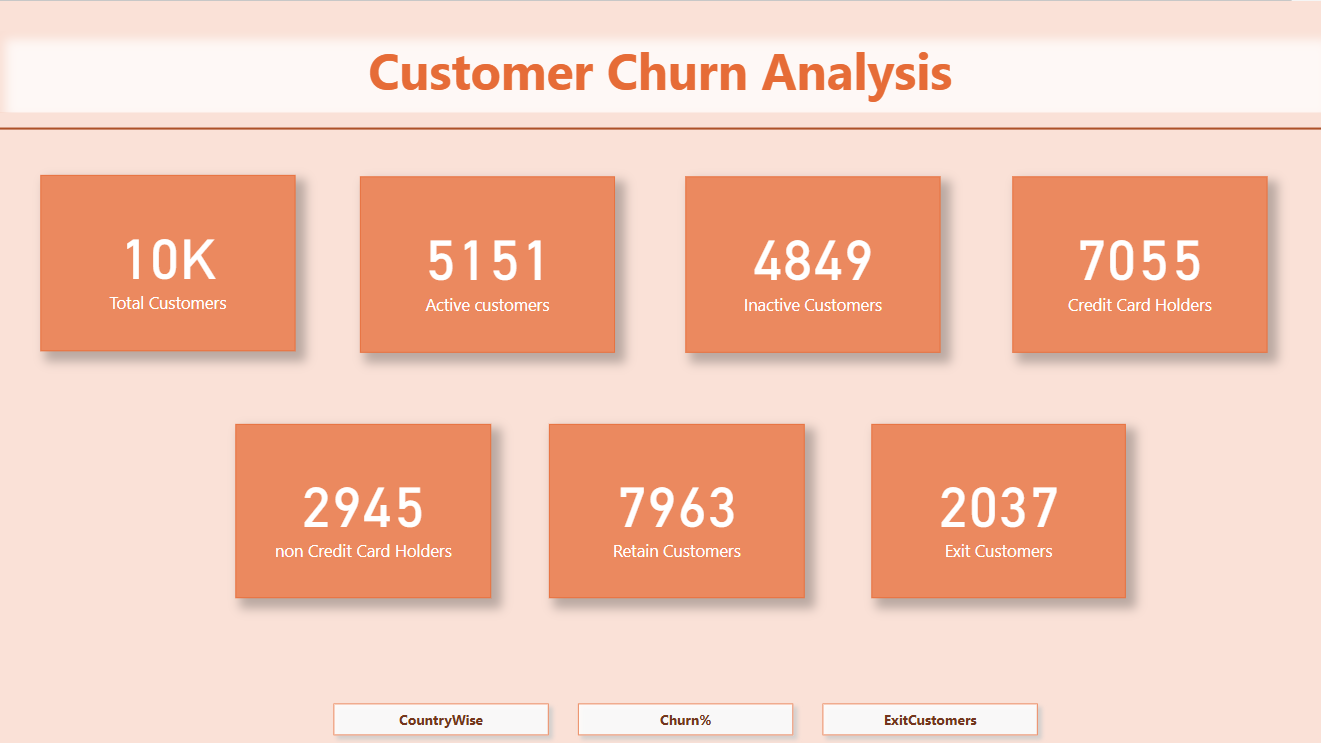 Customer Churn Analysis
10K
Total Customers
5151
Active customers
4849
Inactive Customers
7055
Credit Card Holders
2945
non Credit Card Holders
7963
Retain Customers
2037
Exit Customers
CountryWise
Churn%
ExitCustomers